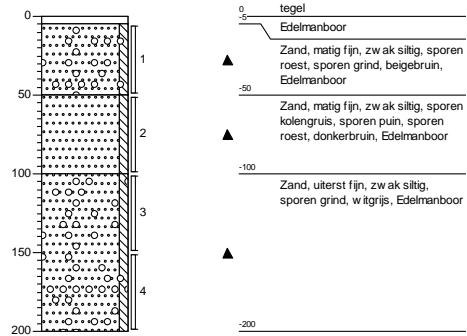 0
50
100
150
200
1
2
3
4
0
tegel
-5
Edelmanboor
Zand, matig fijn, zwak siltig, sporen
roest, sporen grind, beigebruin,
Edelmanboor
-50
Zand, matig fijn, zwak siltig, sporen
kolengruis, sporen puin, sporen
roest, donkerbruin, Edelmanboor
-100
Zand, uiterst fijn, zwak siltig,
sporen grind, witgrijs, Edelmanboor
-200